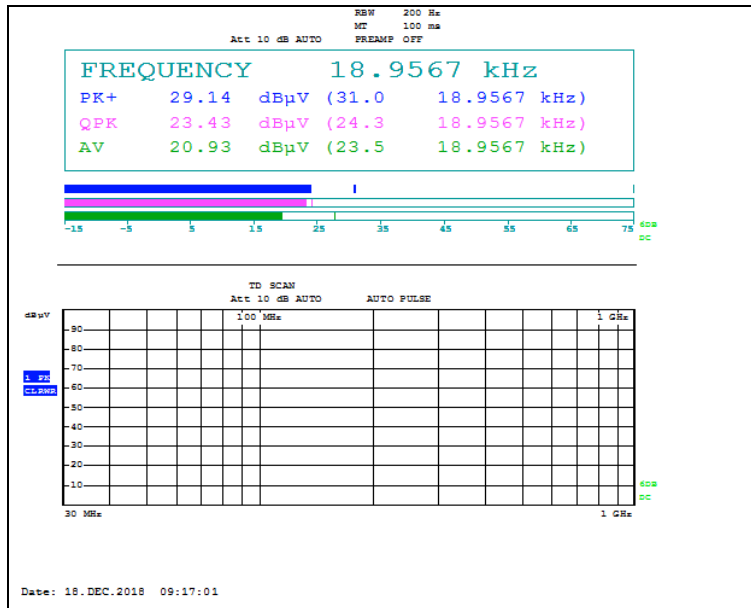 RBW 200 Hz
MT 100 ms
Att 10 dB AUTO PREAMP OFF
FREQUENCY 18.9567 kHz
PK+ 29.14 dBµV (31.0 18.9567 kHz)
QPK 23.43 dBµV (24.3 18.9567 kHz)
AV 20.93 dBµV (23.5 18.9567 kHz)
-15 -5 5 15 25 35 45 55 65 75
6DB
DC
TD SCAN
Att 10 dB AUTO AUTO PULSE
dBµV
100 MHz 1 GHz
90
80
70
1 PK
60
CLRWR
50
40
30
20
10
6DB
DC
30 MHz 1 GHz
Date: 18.DEC.2018 09:17:01